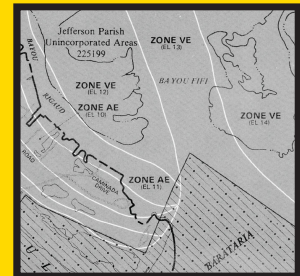 Jefferson Parish
Unincorporated Areas
225199
ZONE VE
(EL 13)
BAYOU
RIGAUD
ZONE VE
(EL 12)
BAYOU FIFI
ZONE AE
(EL 10)
ZONE VE
(EL 14)
ROAD
CAMINADA
DRIVE
ZONE AE
(EL 11)
BARATARIA
U L